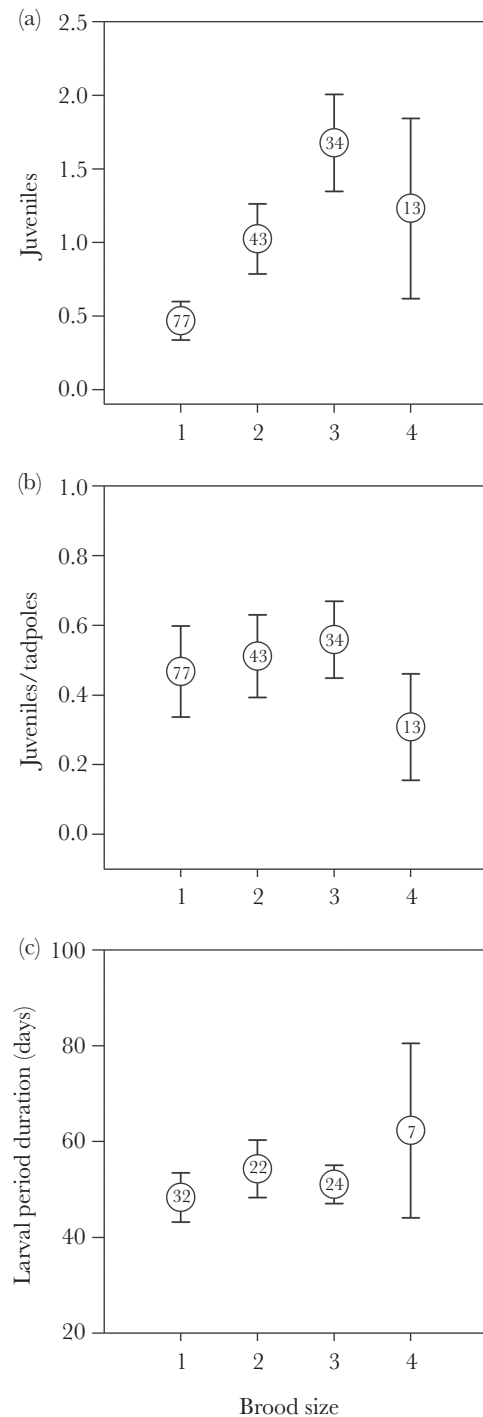 (a)
2.5
2.0
1.5
1.0
0.5
0.0
Juveniles
77
43
34
13
1 2 3 4
(b)
1.0
0.8
0.6
0.4
0.2
0.0
Juveniles/tadpoles
77
43
34
13
1 2 3 4
(c)
100
80
60
40
20
Larval period duration (days)
32
22
24
7
1 2 3 4
Brood size